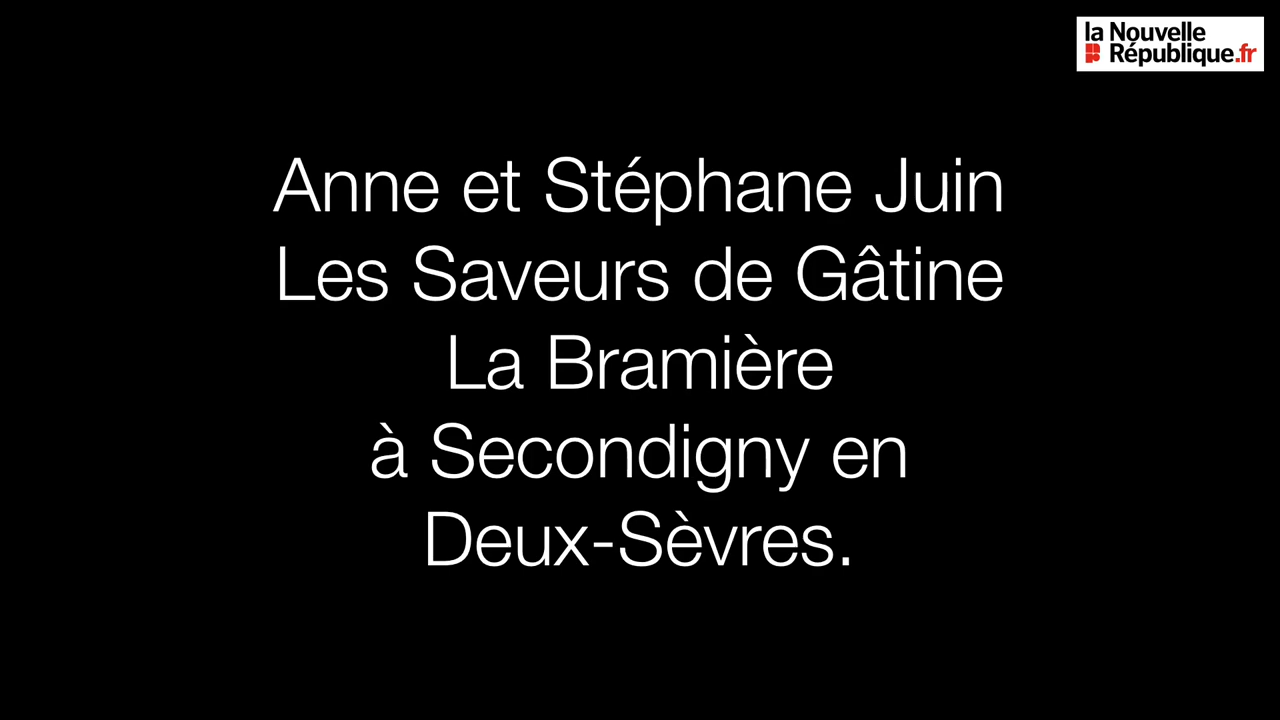 la Nouvelle
République.fr
Anne et Stéphane Juin
Les Saveurs de Gâtine
La Bramière
à Secondigny en
Deux-Sèvres.